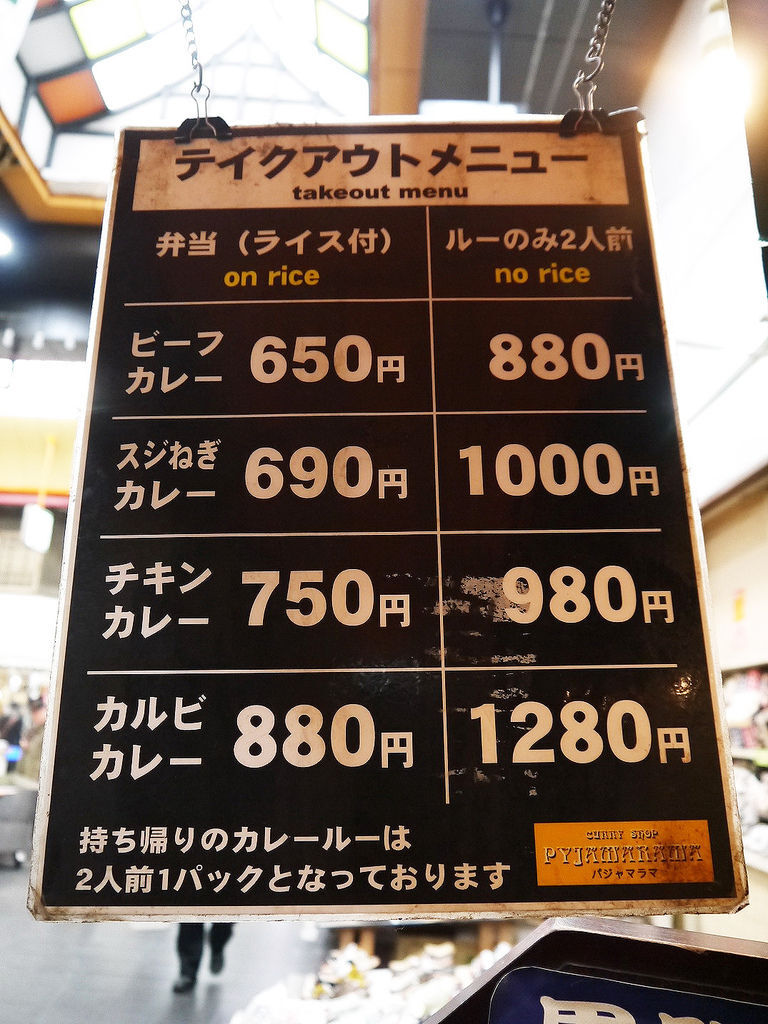 テイクアウトメニュー
takeout menu
弁当（ライス付） ルーのみ2人前
on rice no rice
ビーフ
カレー 650円 880円
スジねぎ
カレー 690円 1000円
チキン
カレー 750円 980円
カルビ
カレー 880円 1280円
持ち帰りのカレールーは
2人前1パックとなっております
CURRY SHOP
PYJAMARAMA
パジャマラマ